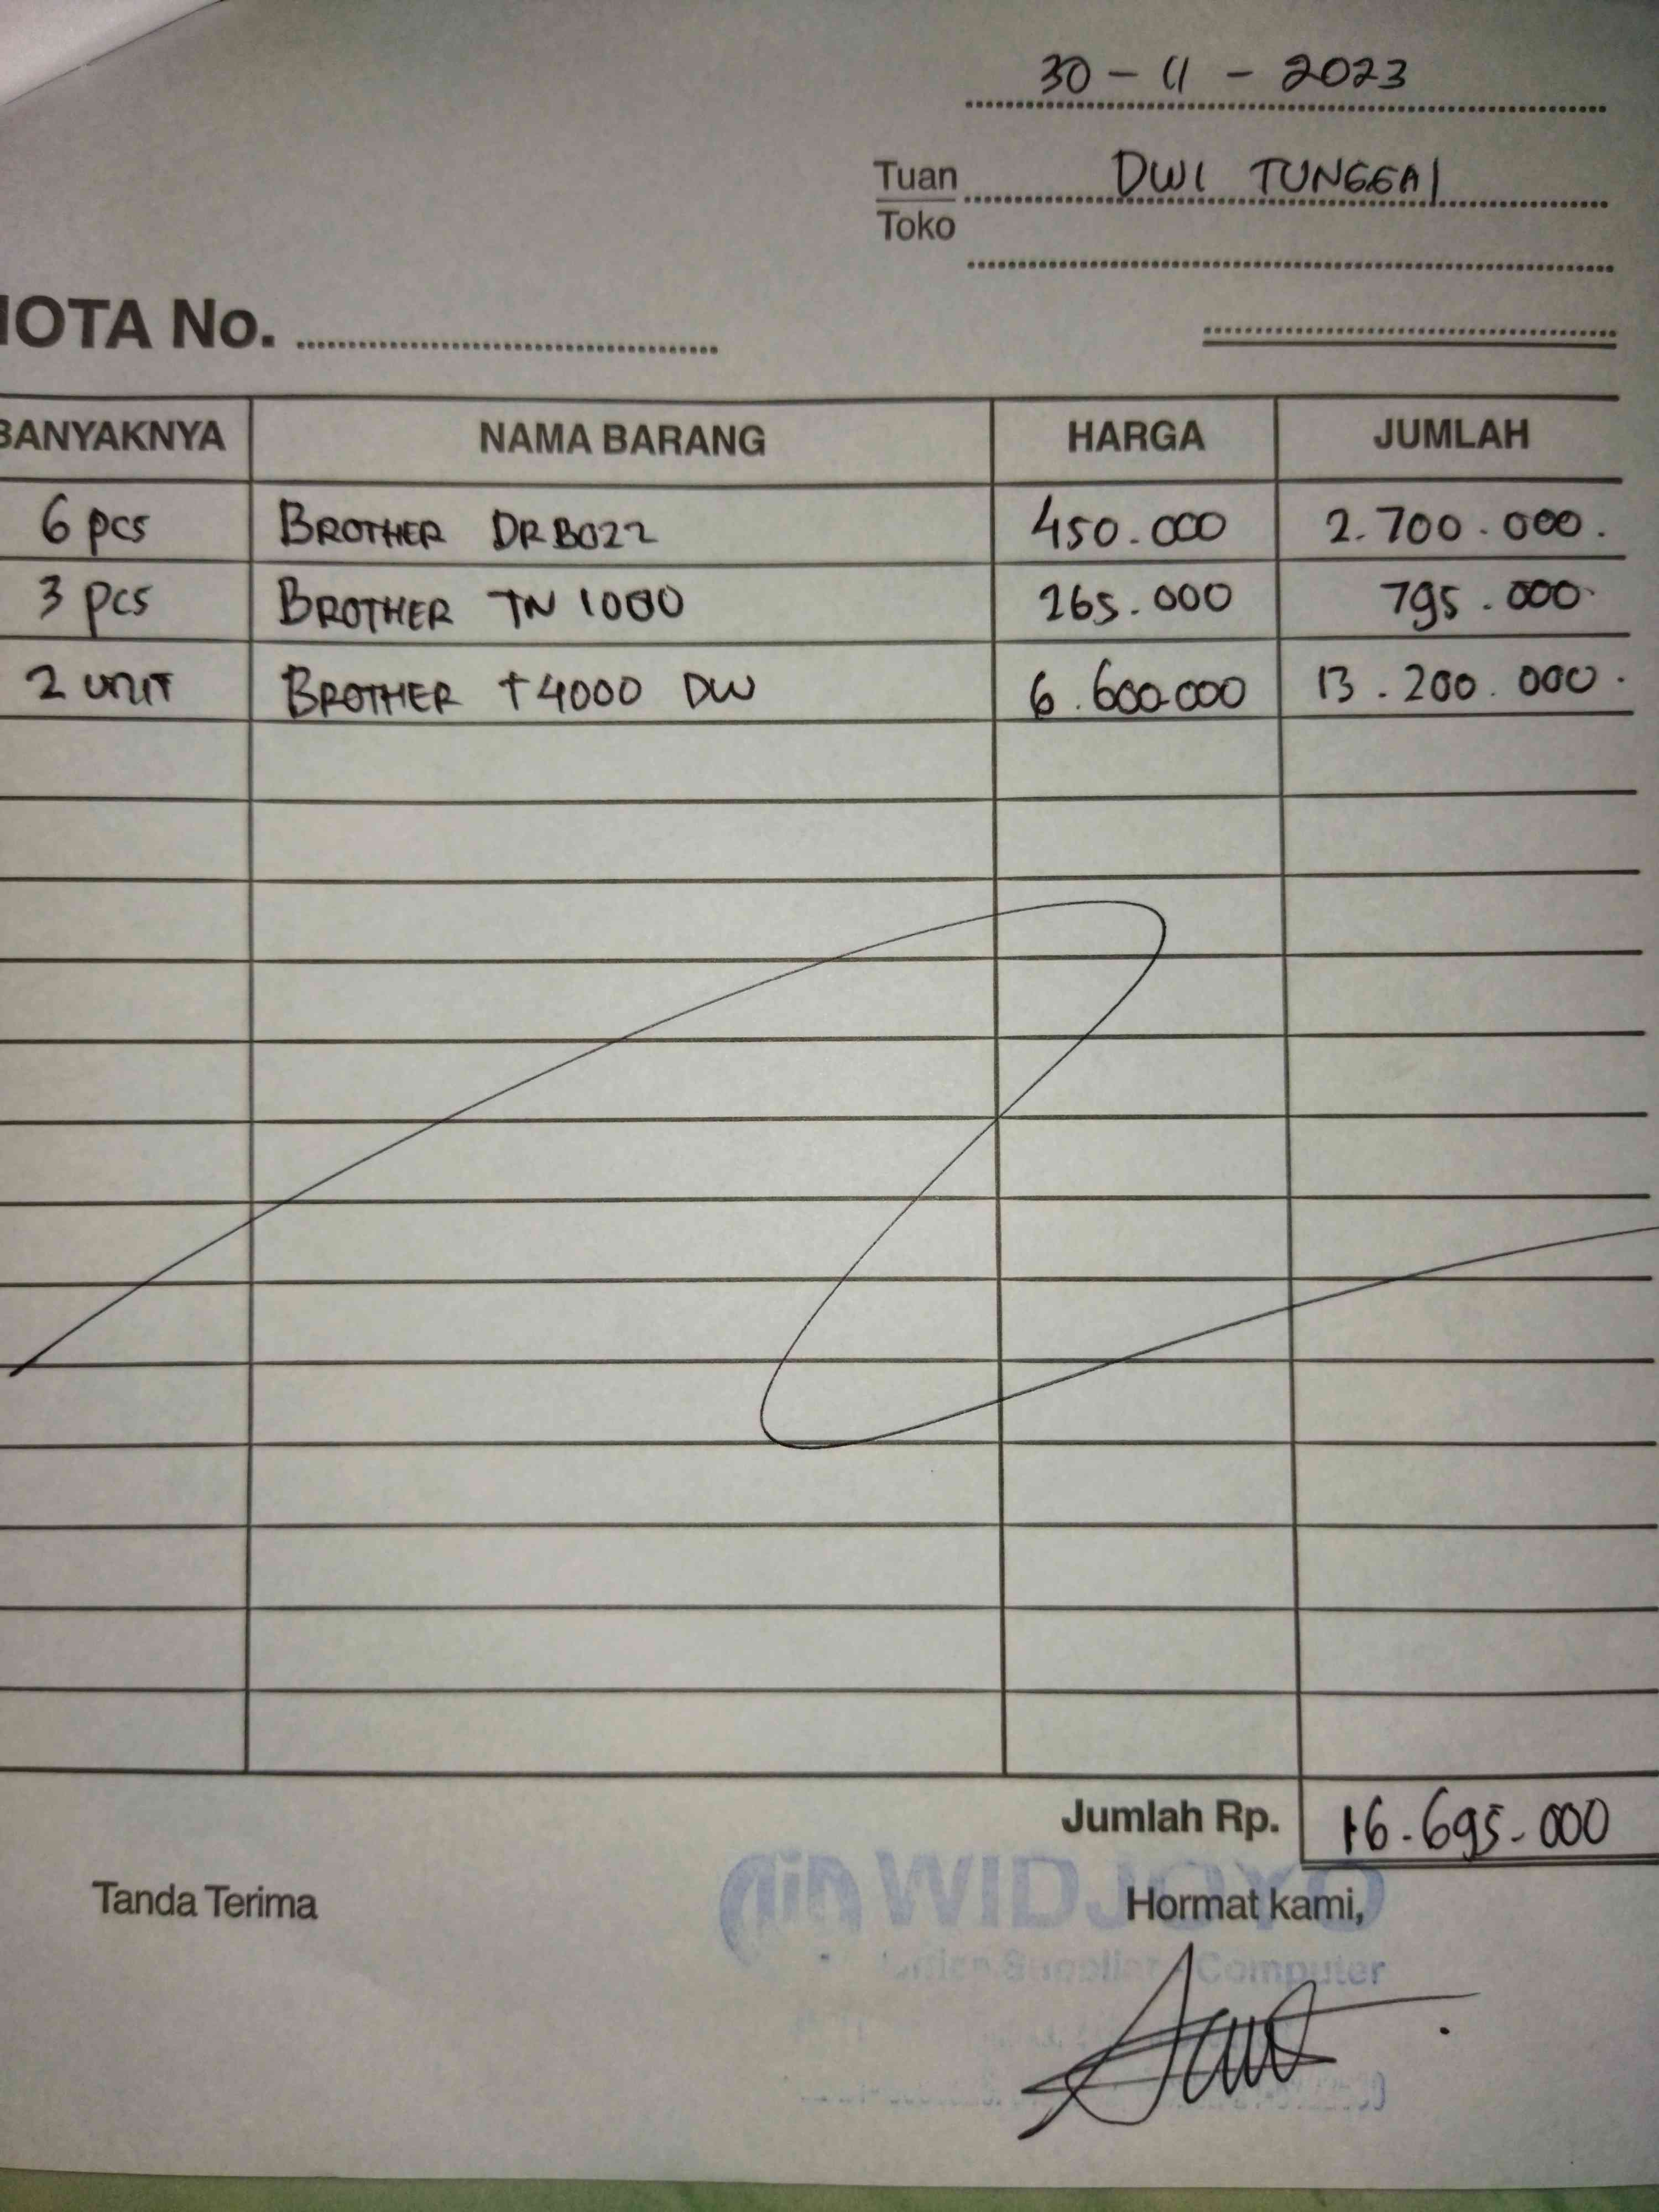 30 - 11 - 2023
Tuan DWI TUNGGAl
Toko
IOTA No.
BANYAKNYA NAMA BARANG HARGA JUMLAH
6 pcs BROTHER DR B022 450.000 2.700.000.
3 pcs BROTHER TN 1000 265.000 795.000
2 UNIT BROTHER T4000 DW 6.600.000 13.200.000.
Jumlah Rp. 16.695.000
WIDJOYO
Tanda Terima Hormat kami,
Computer